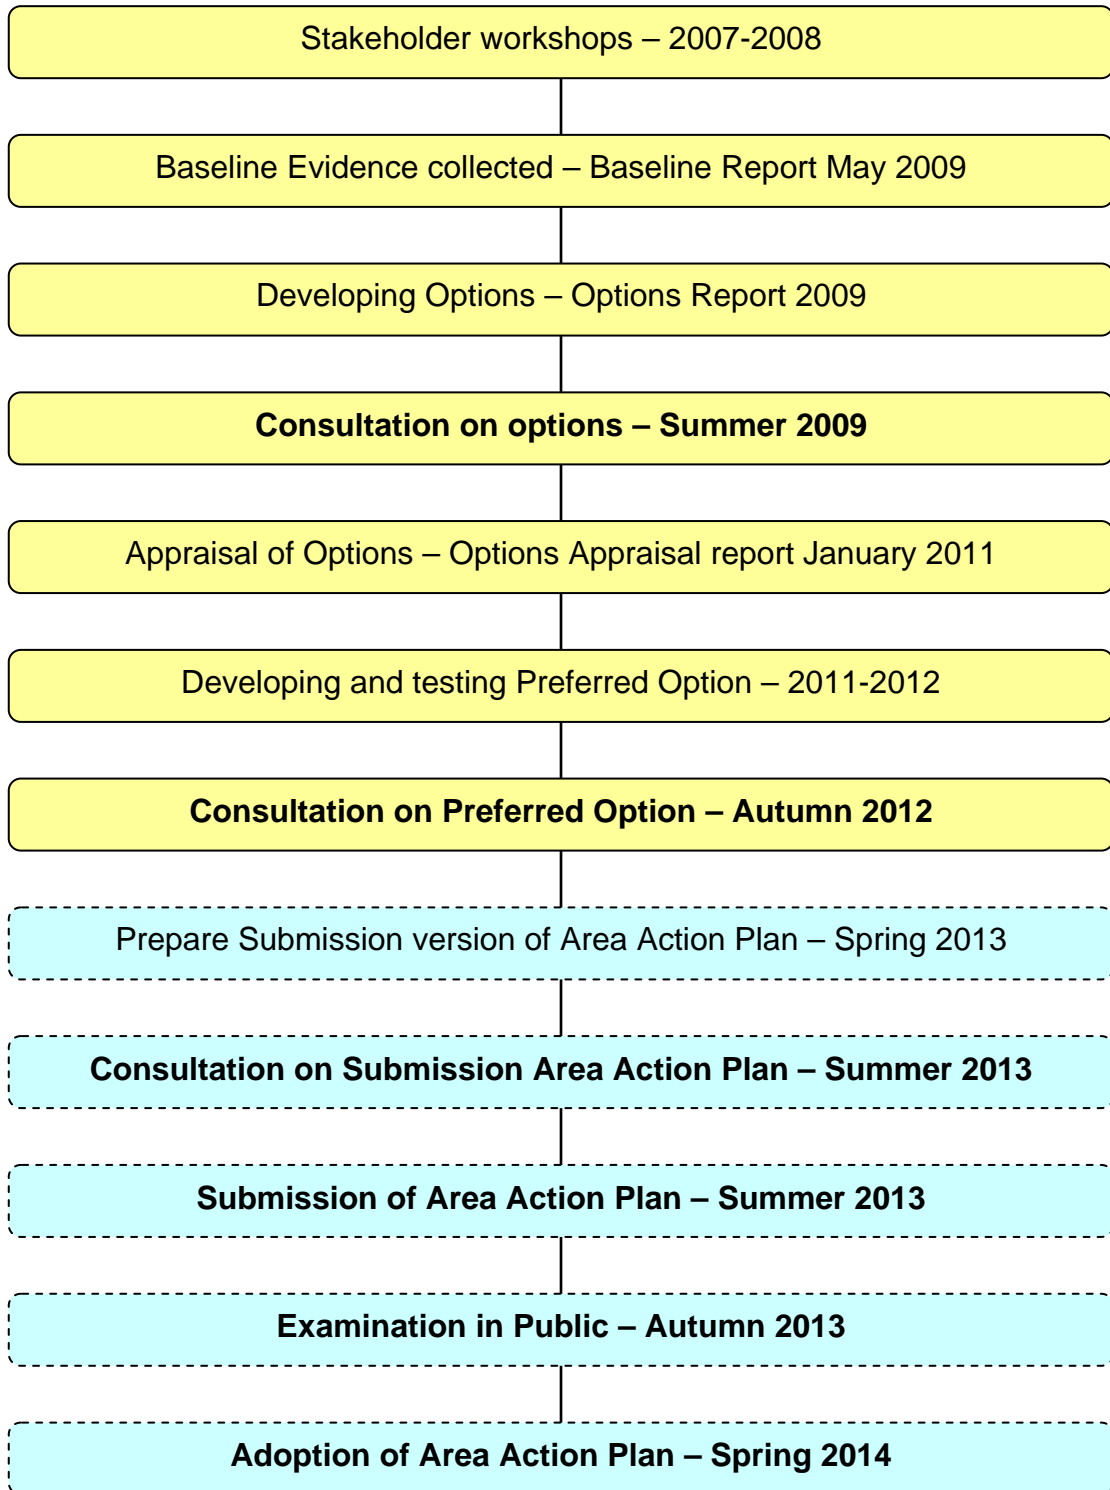 Stakeholder workshops – 2007-2008
Baseline Evidence collected – Baseline Report May 2009
Developing Options – Options Report 2009
Consultation on options – Summer 2009
Appraisal of Options – Options Appraisal report January 2011
Developing and testing Preferred Option – 2011-2012
Consultation on Preferred Option – Autumn 2012
Prepare Submission version of Area Action Plan – Spring 2013
Consultation on Submission Area Action Plan – Summer 2013
Submission of Area Action Plan – Summer 2013
Examination in Public – Autumn 2013
Adoption of Area Action Plan – Spring 2014